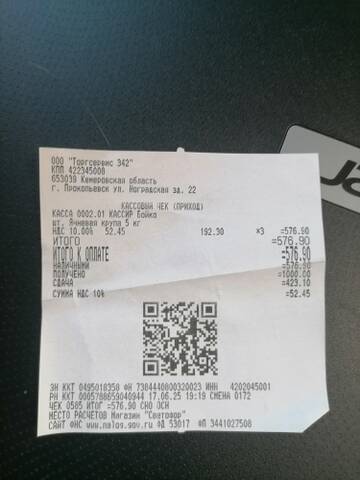 ООО "Торгсервис 342"
КПП 422345008
653039 Кемеровская область
г. Прокопьевск ул. Ноградская зд. 22
КАССОВЫЙ ЧЕК (ПРИХОД)
КАССА 0002.01 КАССИР Бойко
шт. Ячневая крупа 5 кг
НДС 10.00% 52.45 192.30 *3 =576.90
ИТОГО =576.90
ИТОГО К ОПЛАТЕ =576.90
НАЛИЧНЫМИ =576.90
ПОЛУЧЕНО =1000.00
СДАЧА =423.10
СУММА НДС 10% =52.45
ЗН ККТ 0495018358 ФН 7384440800320023 ИНН 4202045001
РН ККТ 0005788659040944 17.06.25 19:19 СМЕНА 0172
ЧЕК 0585 ИТОГ =576.90 СНО ОСН
МЕСТО РАСЧЕТОВ Магазин "Светофор"
САЙТ ФНС www.nalog.gov.ru ФД 53017 ФП 3441027508